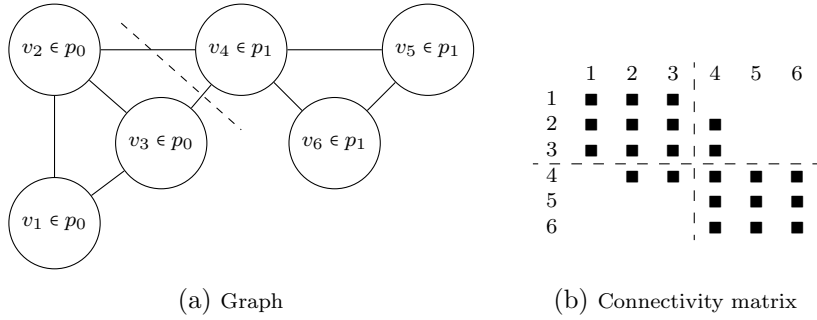 v₂ ∈ p₀
v₄ ∈ p₁
v₅ ∈ p₁
v₃ ∈ p₀
v₆ ∈ p₁
v₁ ∈ p₀
(a) Graph
1 2 3 4 5 6
1
2
3
4
5
6
(b) Connectivity matrix